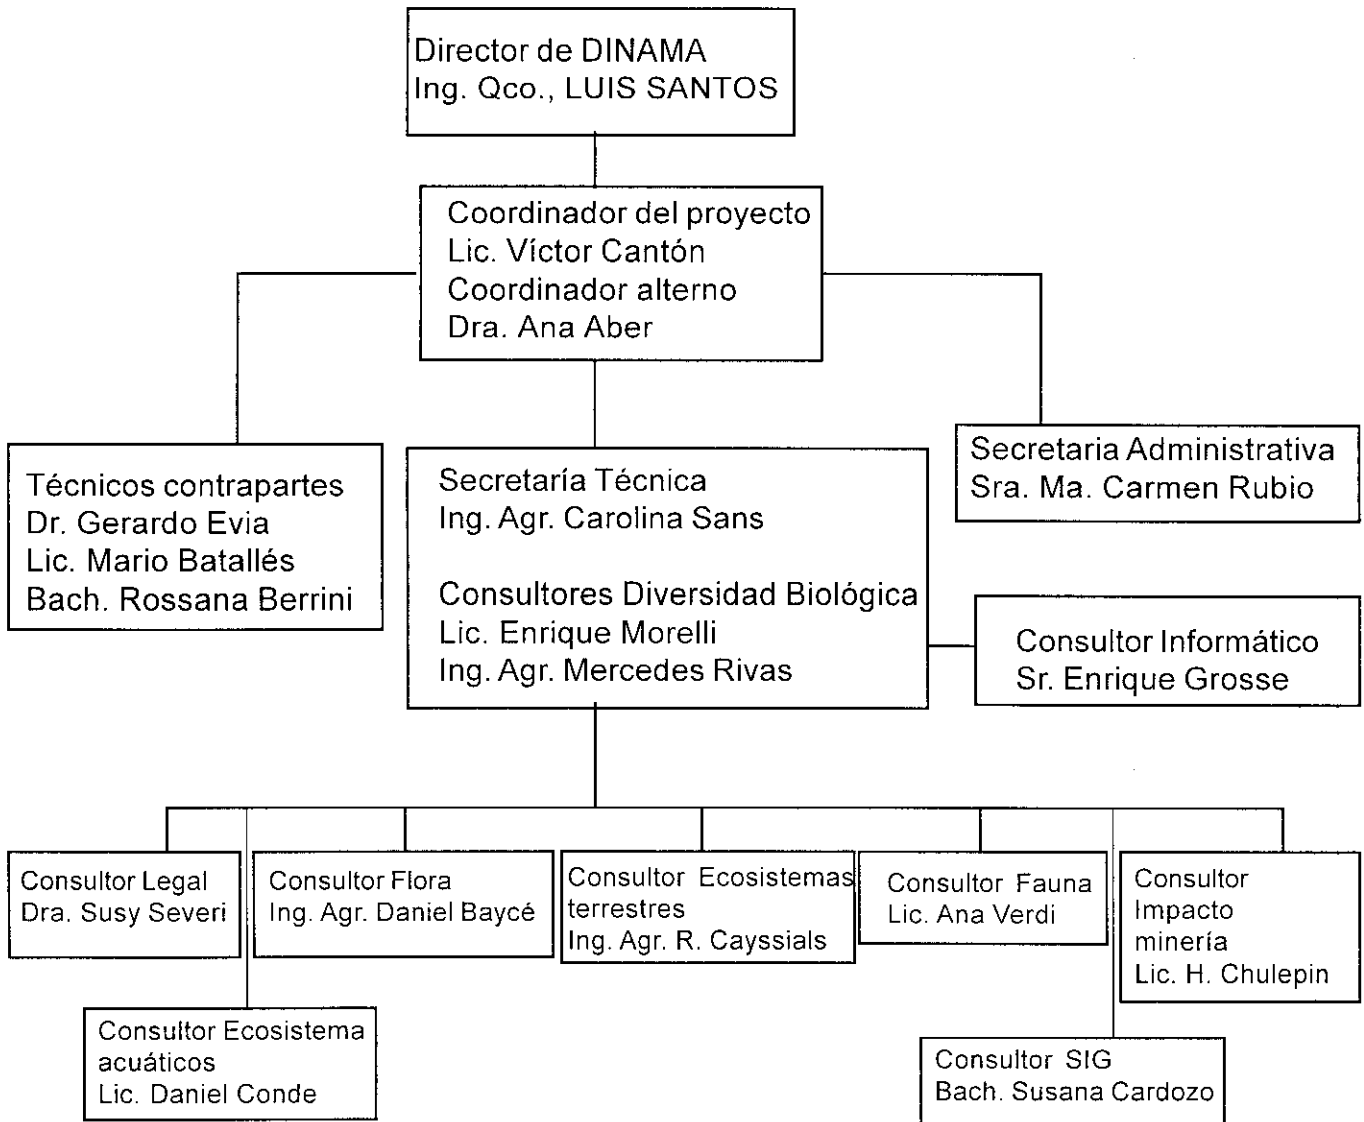 Director de DINAMA
Ing. Qco., LUIS SANTOS
Coordinador del proyecto
Lic. Víctor Cantón
Coordinador alterno
Dra. Ana Aber
Técnicos contrapartes
Dr. Gerardo Evia
Lic. Mario Batallés
Bach. Rossana Berrini
Secretaría Técnica
Ing. Agr. Carolina Sans
Consultores Diversidad Biológica
Lic. Enrique Morelli
Ing. Agr. Mercedes Rivas
Secretaria Administrativa
Sra. Ma. Carmen Rubio
Consultor Informático
Sr. Enrique Grosse
Consultor Legal
Dra. Susy Severi
Consultor Flora
Ing. Agr. Daniel Baycé
Consultor Ecosistemas
terrestres
Ing. Agr. R. Cayssials
Consultor Fauna
Lic. Ana Verdi
Consultor
Impacto
minería
Lic. H. Chulepin
Consultor Ecosistema
acuáticos
Lic. Daniel Conde
Consultor SIG
Bach. Susana Cardozo